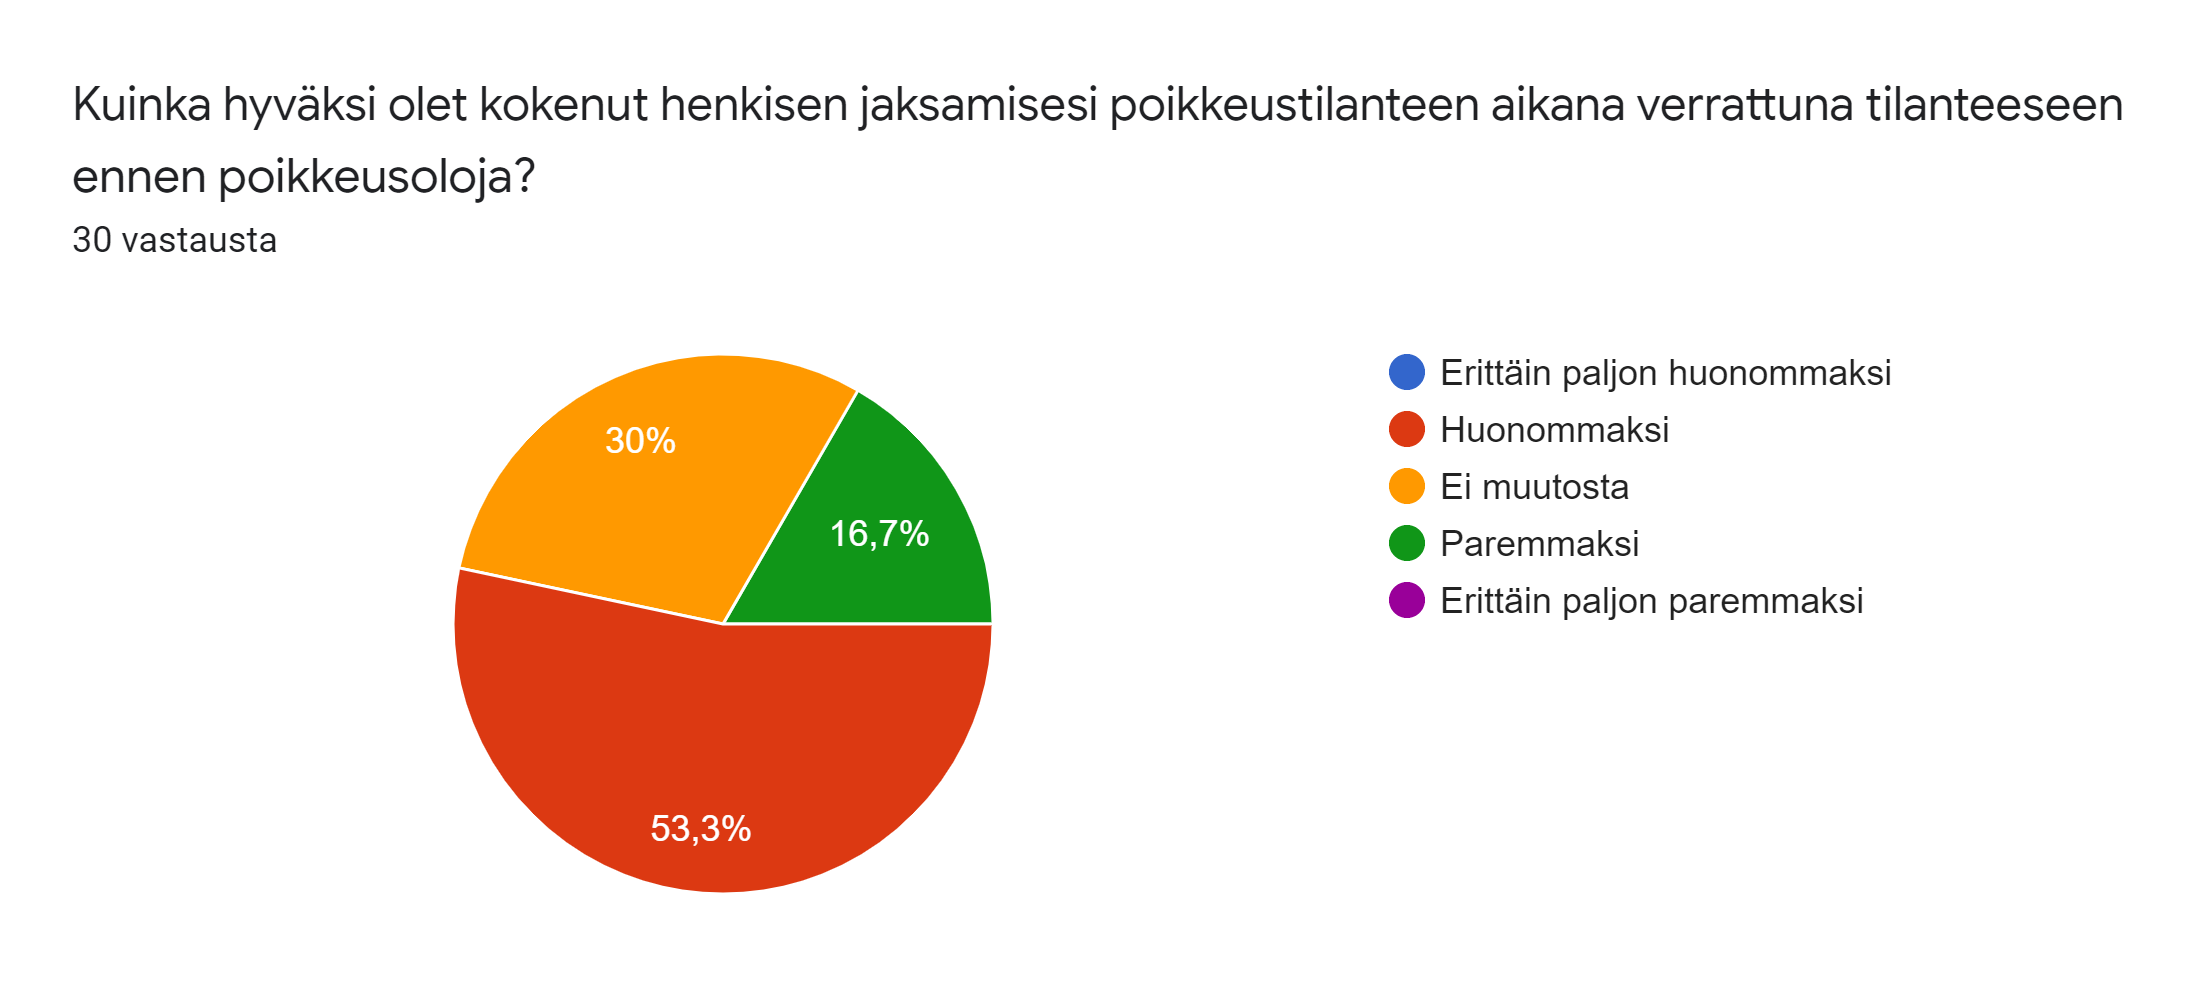 Kuinka hyväksi olet kokenut henkisen jaksamisesi poikkeustilanteen aikana verrattuna tilanteeseen
ennen poikkeusoloja?
30 vastausta
Erittäin paljon huonommaksi
Huonommaksi
Ei muutosta
Paremmaksi
Erittäin paljon paremmaksi
30%
16,7%
53,3%